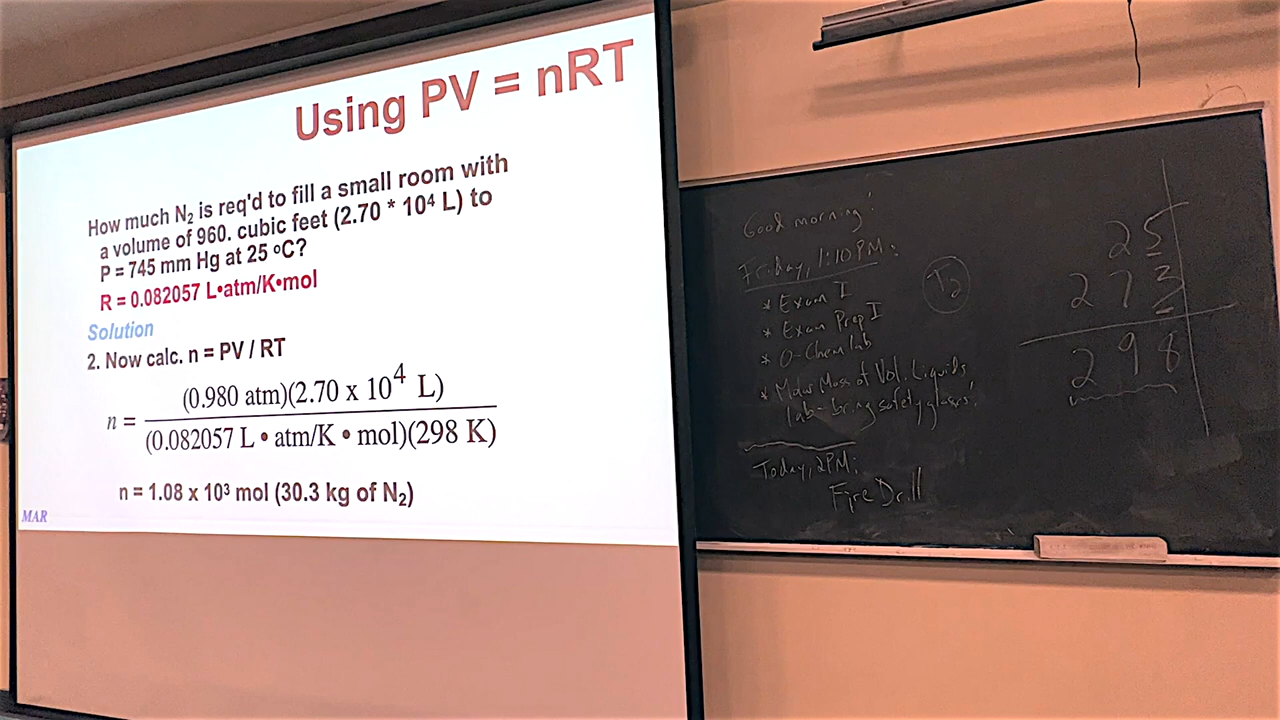 Using PV = nRT
How much N₂ is req'd to fill a small room with
a volume of 960. cubic feet (2.70 * 10⁴ L) to
P = 745 mm Hg at 25 ºC?
R = 0.082057 L•atm/K•mol
Solution
2. Now calc. n = PV / RT
n = (0.980 atm)(2.70 x 10⁴ L)
(0.082057 L • atm/K • mol)(298 K)
n = 1.08 x 10³ mol (30.3 kg of N₂)
MAR
Good morning!
Friday, 1:10PM:
* Exam I
* Exam Prep I
* O-Chem lab
* Molar Mass of Vol. Liquids
lab-bring safety glasses!
Today, 2PM:
Fire Drill
T₂
25
273
298